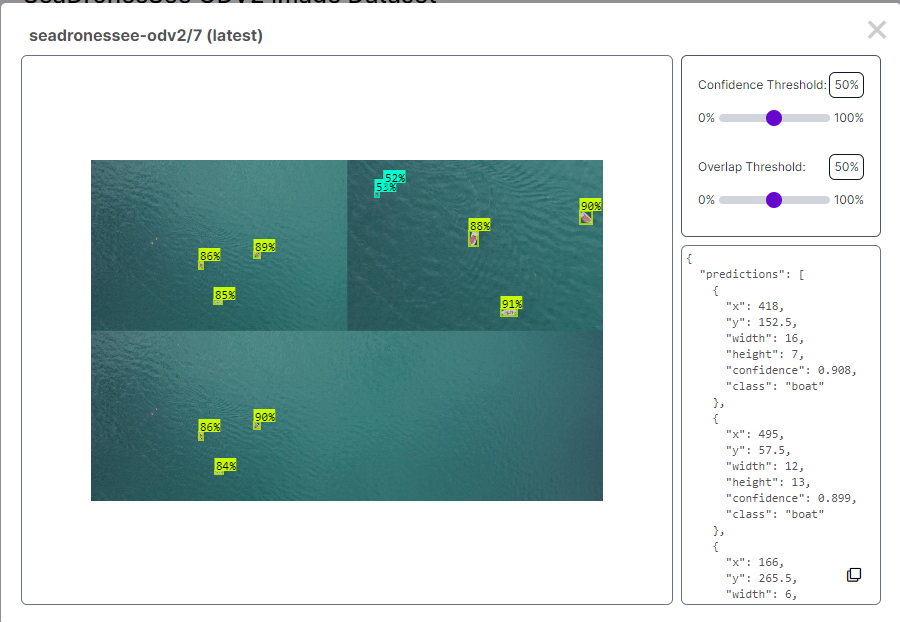 seadronessee-odv2/7 (latest)
Confidence Threshold: 50%
0% 100%
Overlap Threshold: 50%
0% 100%
52%
90%
88%
89%
86%
85%
91%
90%
86%
84%
{
"predictions": [
{
"x": 418,
"y": 152.5,
"width": 16,
"height": 7,
"confidence": 0.908,
"class": "boat"
},
{
"x": 495,
"y": 57.5,
"width": 12,
"height": 13,
"confidence": 0.899,
"class": "boat"
},
{
"x": 166,
"y": 265.5,
"width": 6,